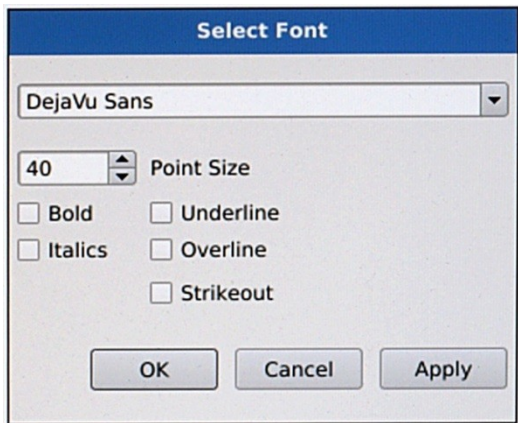 Select Font
DejaVu Sans
40 Point Size
Bold Underline
Italics Overline
Strikeout
OK Cancel Apply